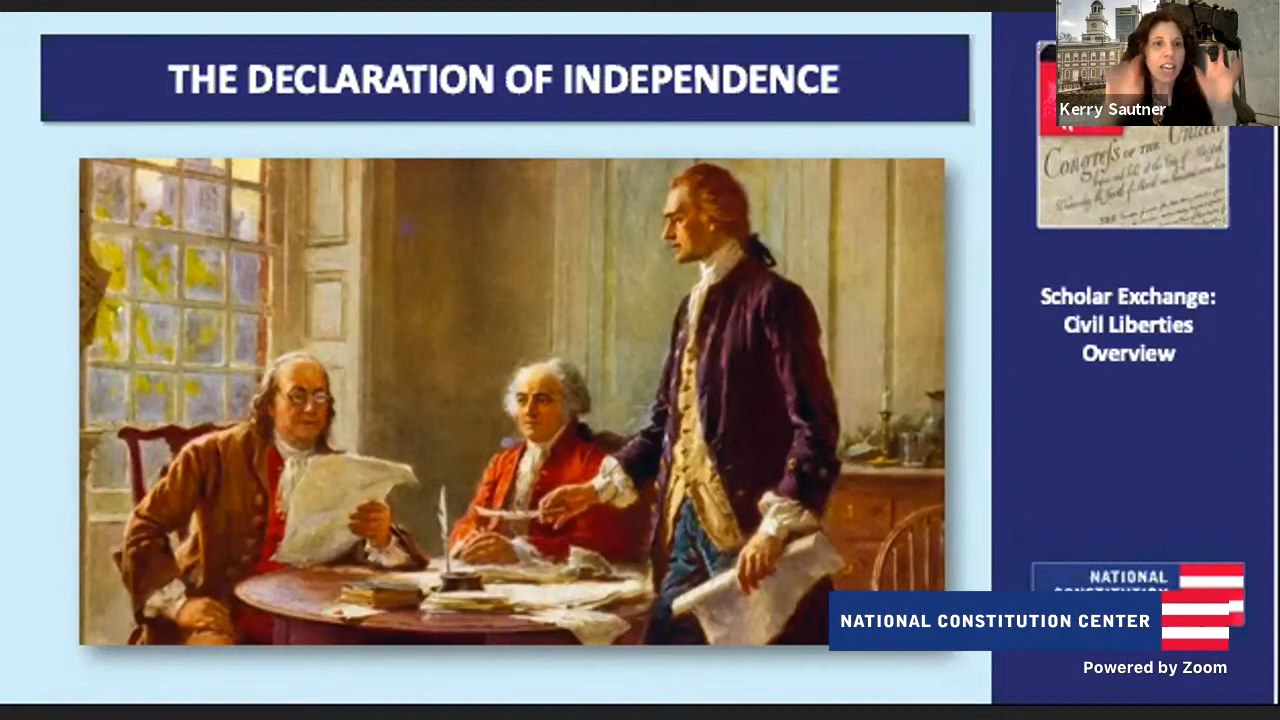 THE DECLARATION OF INDEPENDENCE
Kerry Sautner
Congress OF THE United
Scholar Exchange:
Civil Liberties
Overview
NATIONAL
CONSTITUTION
NATIONAL CONSTITUTION CENTER
Powered by Zoom